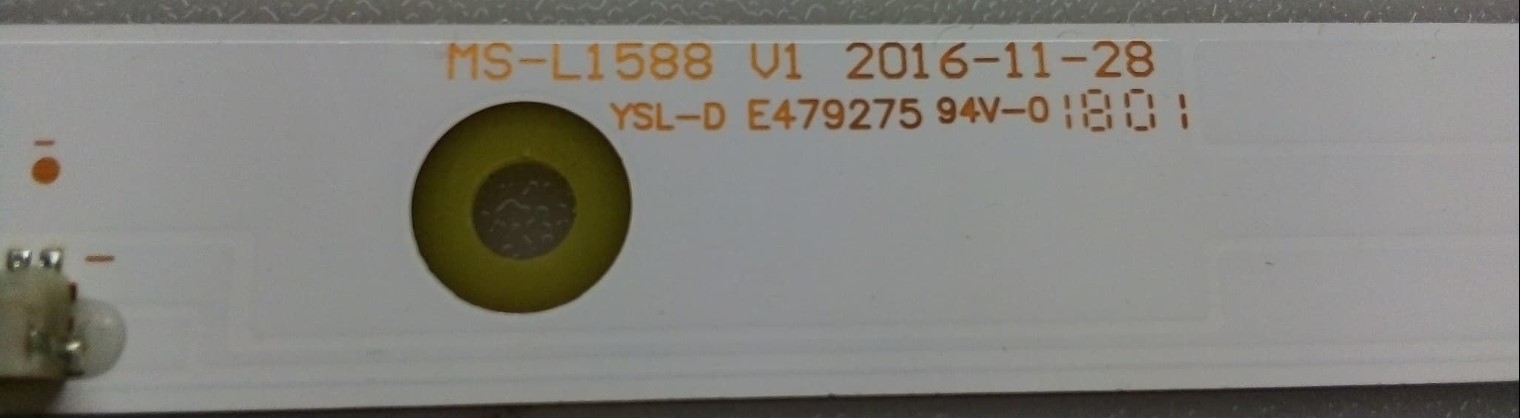 MS-L1588 V1 2016-11-28
YSL-D E479275 94V-0 1801